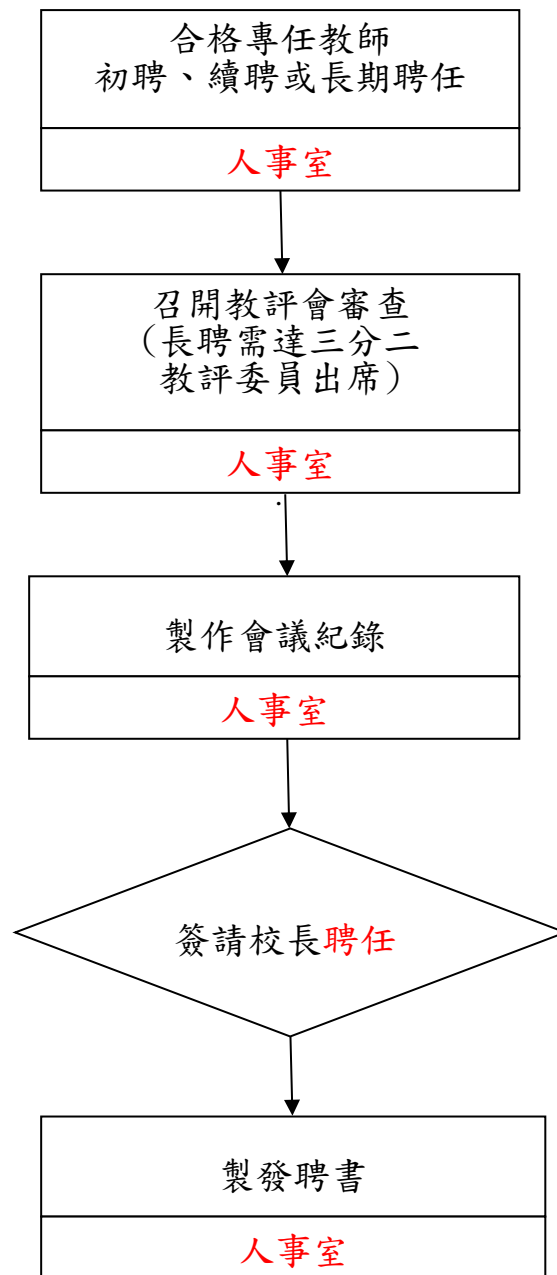 合格專任教師
初聘、續聘或長期聘任
人事室
召開教評會審查
（長聘需達三分二
教評委員出席）
人事室
.
製作會議紀錄
人事室
簽請校長聘任
製發聘書
人事室